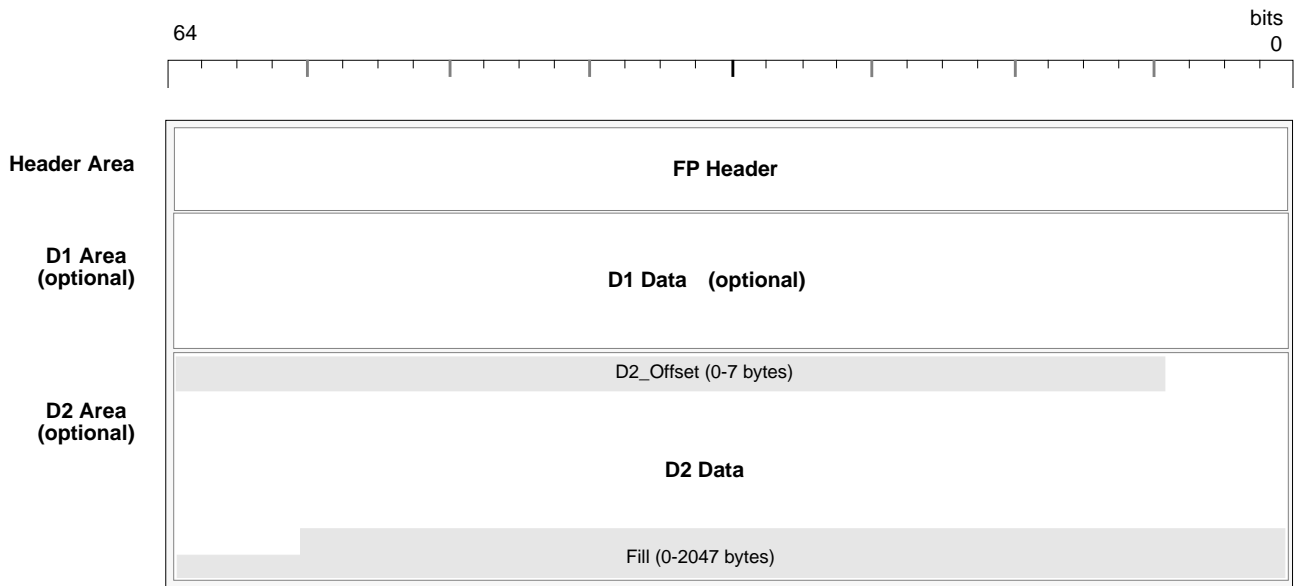 bits
64
0
Header Area
FP Header
D1 Area
(optional)
D1 Data (optional)
D2_Offset (0-7 bytes)
D2 Area
(optional)
D2 Data
Fill (0-2047 bytes)